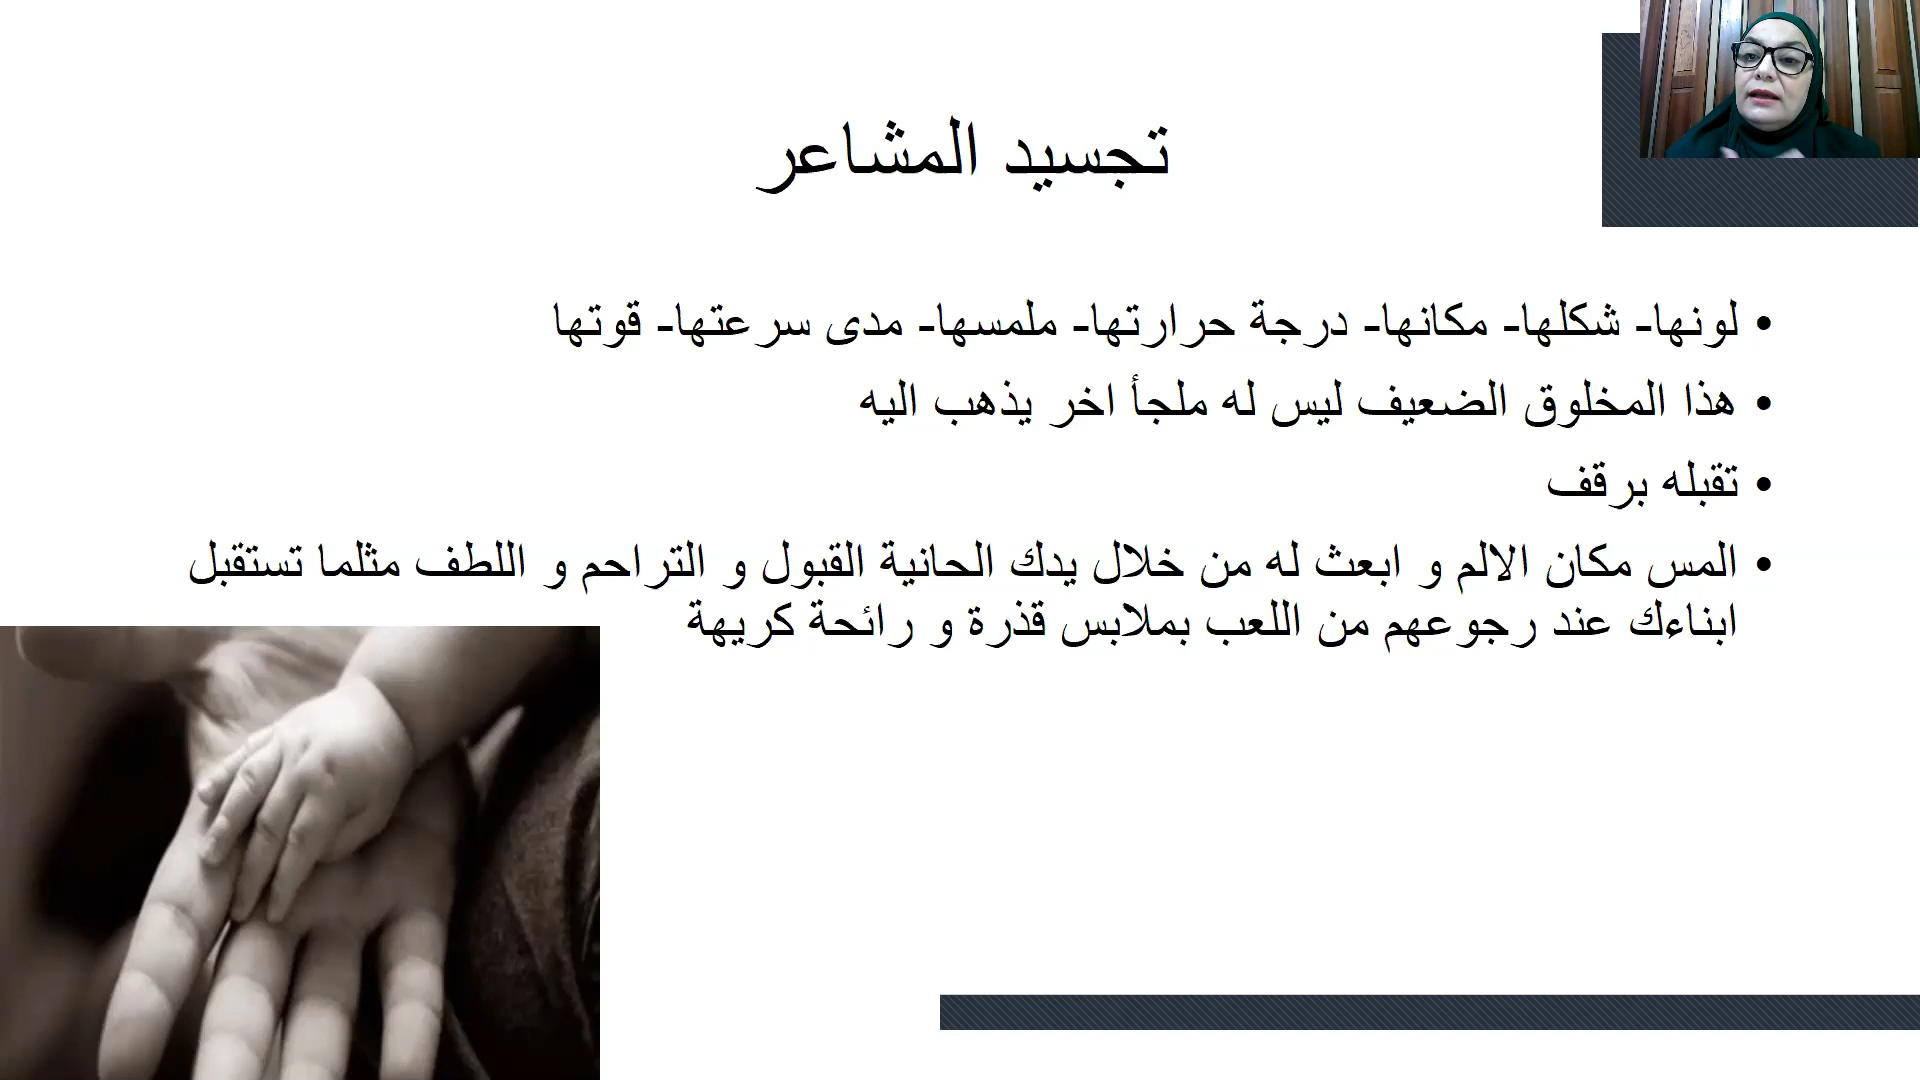 تجسيد المشاعر
• لونها- شكلها- مكانها- درجة حرارتها- ملمسها- مدى سرعتها- قوتها
• هذا المخلوق الضعيف ليس له ملجأ اخر يذهب اليه
• تقبله برقف
• المس مكان الالم و ابعث له من خلال يدك الحانية القبول و التراحم و اللطف مثلما تستقبل
ابناءك عند رجوعهم من اللعب بملابس قذرة و رائحة كريهة